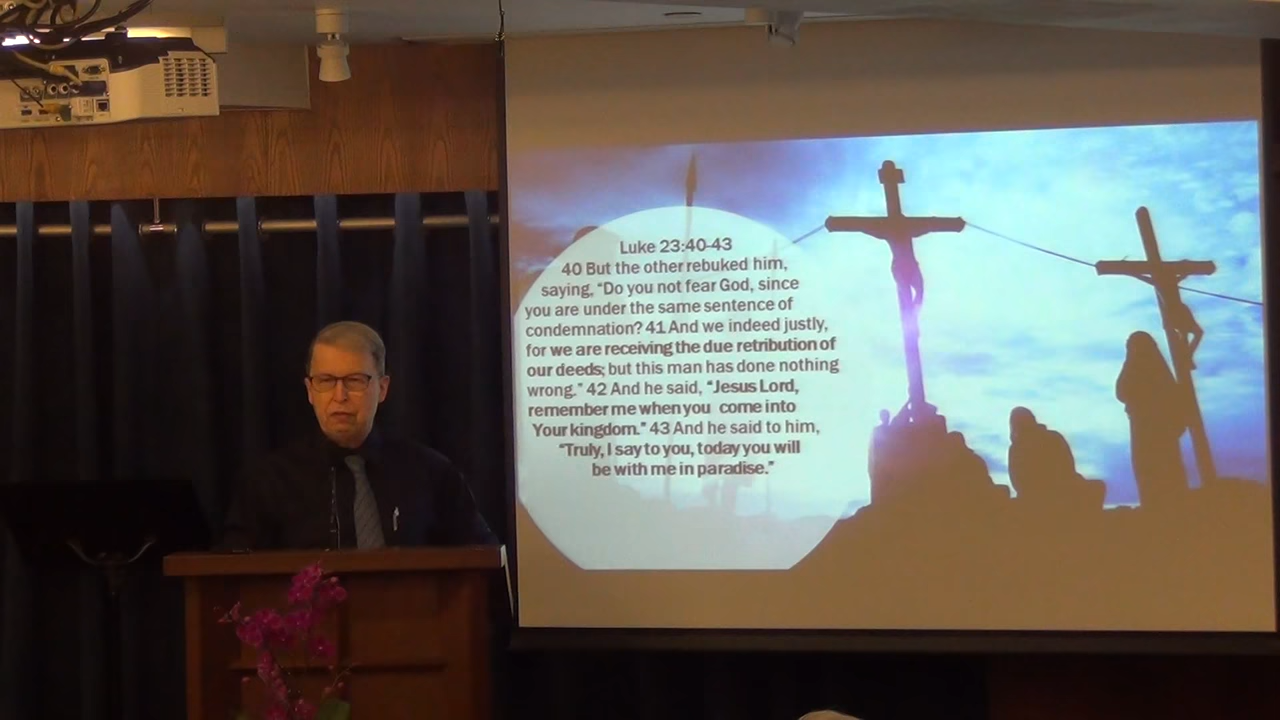 Luke 23:40-43
40 But the other rebuked him,
saying, "Do you not fear God, since
you are under the same sentence of
condemnation? 41 And we indeed justly,
for we are receiving the due retribution of
our deeds; but this man has done nothing
wrong." 42 And he said, "Jesus Lord,
remember me when you come into
Your kingdom." 43 And he said to him,
"Truly, I say to you, today you will
be with me in paradise."